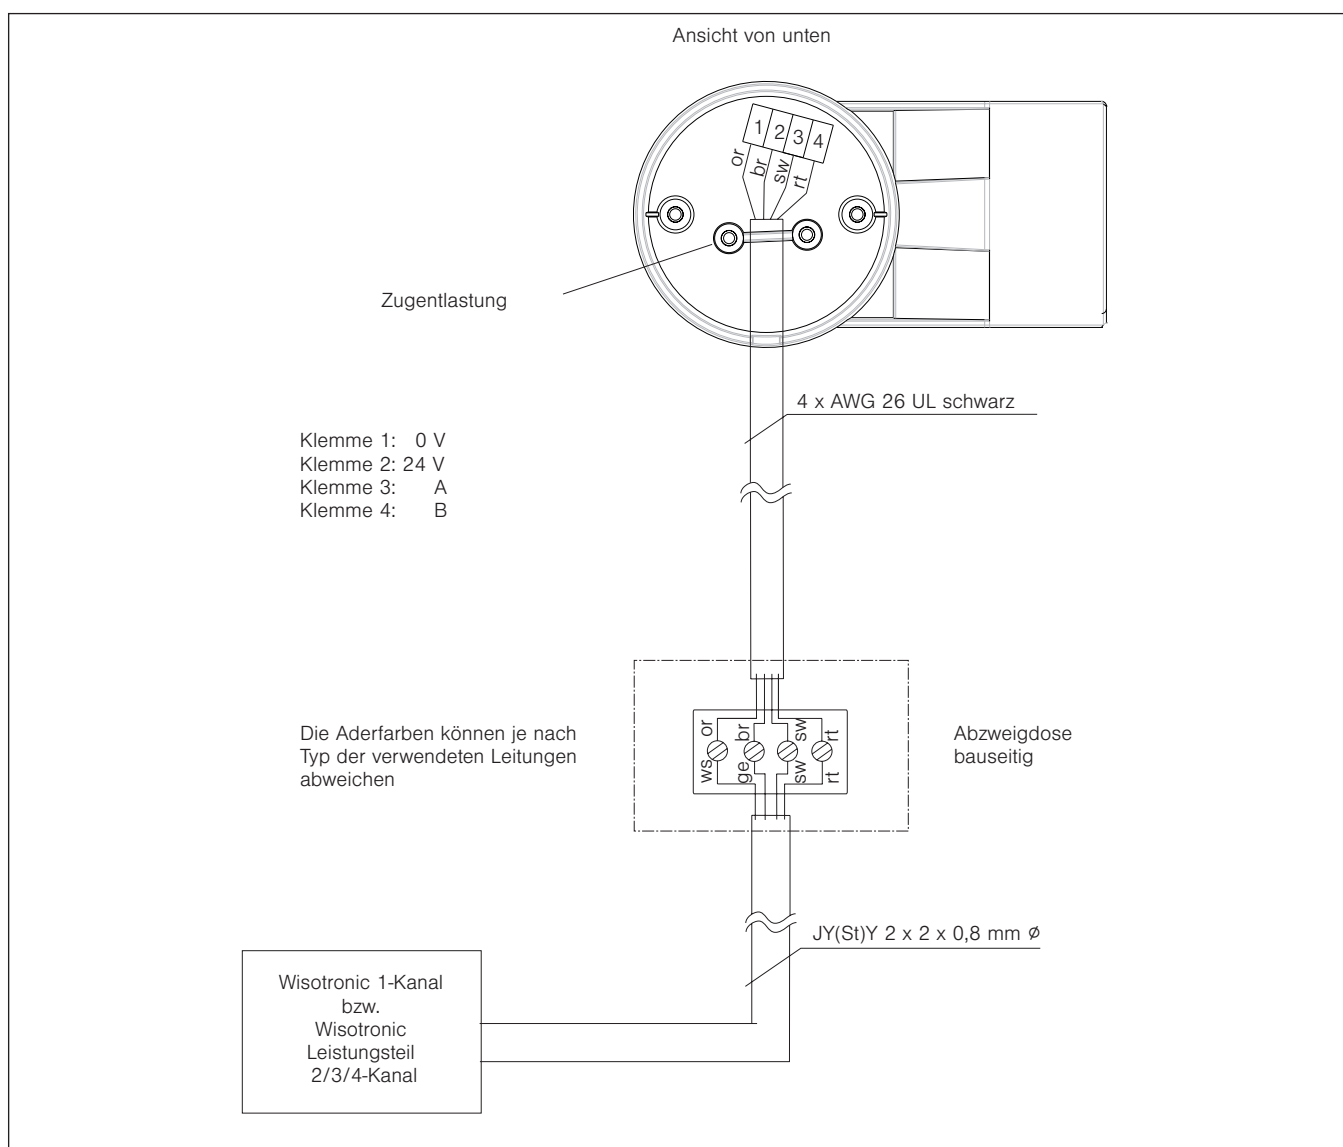 Ansicht von unten
1 2 3 4
or br sw rt
Zugentlastung
4 x AWG 26 UL schwarz
Klemme 1: 0 V
Klemme 2: 24 V
Klemme 3: A
Klemme 4: B
Die Aderfarben können je nach
Typ der verwendeten Leitungen
abweichen
or br sw rt
ws ge sw rt
Abzweigdose
bauseitig
JY(St)Y 2 x 2 x 0,8 mm ø
Wisotronic 1-Kanal
bzw.
Wisotronic
Leistungsteil
2/3/4-Kanal